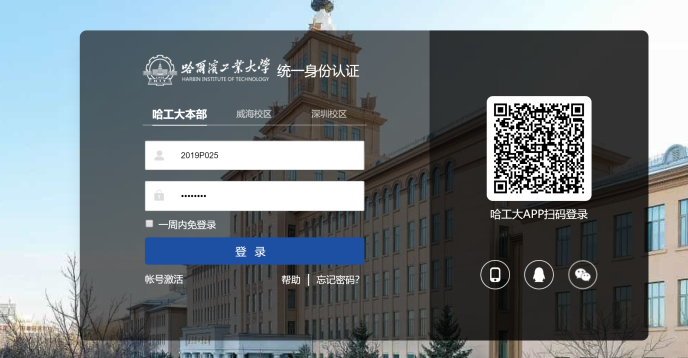 哈爾濱工業大學 统一身份认证
HARBIN INSTITUTE OF TECHNOLOGY
哈工大本部 威海校区 深圳校区
2019P025
••••••••
一周内免登录
登 录
帐号激活 帮助 | 忘记密码?
哈工大APP扫码登录